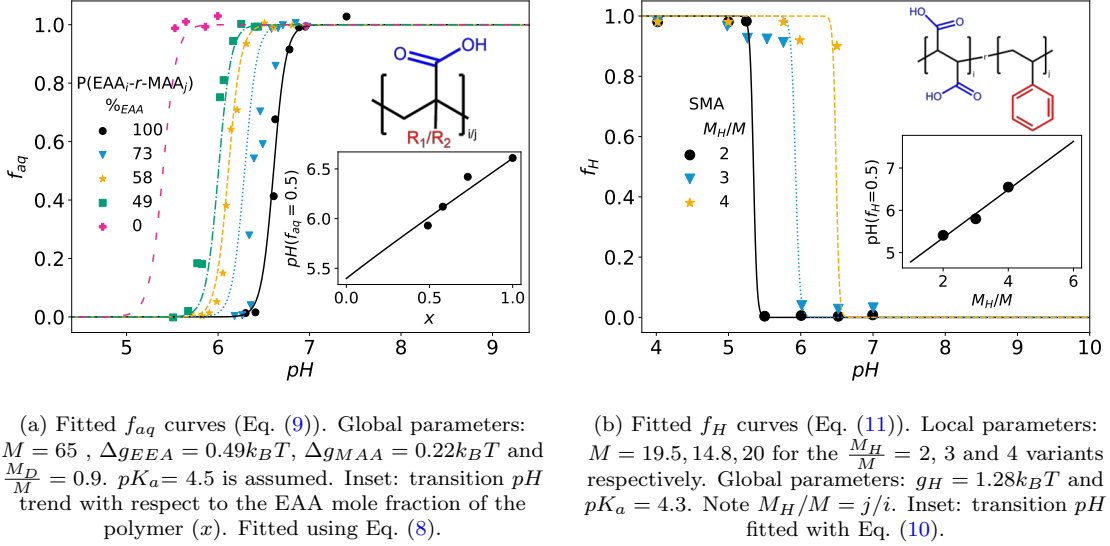 (a)
1.0
0.8
0.6
0.4
0.2
0.0
f_aq
P(EAA_i-r-MAA_j)
%_EAA
100
73
58
49
0
O
OH
R_1/R_2
i/j
pH(f_aq = 0.5)
6.5
6.0
5.5
0.0
0.5
1.0
x
5
6
7
8
9
pH
(b)
1.0
0.8
0.6
0.4
0.2
0.0
f_H
SMA
M_H/M
2
3
4
HO
O
i
r
j
HO
O
pH(f_H=0.5)
7
6
5
2
4
6
M_H/M
4
5
6
7
8
9
10
pH
(a) Fitted f_aq curves (Eq. (9)). Global parameters:
M = 65 , Δg_EEA = 0.49k_BT, Δg_MAA = 0.22k_BT and
M_D/M = 0.9. pK_a= 4.5 is assumed. Inset: transition pH
trend with respect to the EAA mole fraction of the
polymer (x). Fitted using Eq. (8).
(b) Fitted f_H curves (Eq. (11)). Local parameters:
M = 19.5, 14.8, 20 for the M_H/M = 2, 3 and 4 variants
respectively. Global parameters: g_H = 1.28k_BT and
pK_a = 4.3. Note M_H/M = j/i. Inset: transition pH
fitted with Eq. (10).